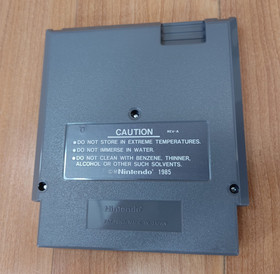 CAUTION
REV-A
•DO NOT STORE IN EXTREME TEMPERATURES.
•DO NOT IMMERSE IN WATER.
•DO NOT CLEAN WITH BENZENE, THINNER,
ALCOHOL OR OTHER SUCH SOLVENTS.
©Nintendo 1985
Nintendo